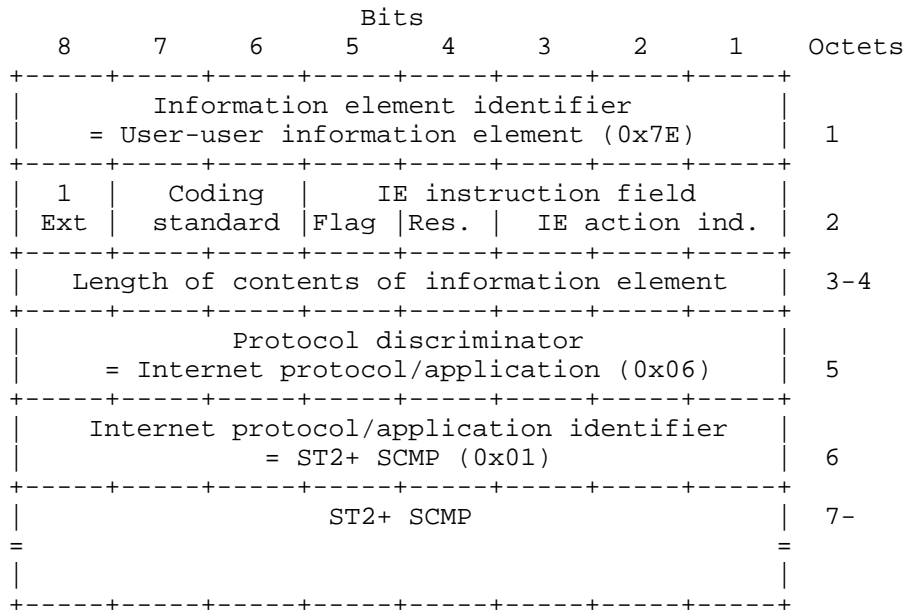 Bits
   8     7     6     5     4     3     2     1   Octets
+-----+-----+-----+-----+-----+-----+-----+-----+
|         Information element identifier        |
|     = User-user information element (0x7E)    |  1
+-----+-----+-----+-----+-----+-----+-----+-----+
|  1  |   Coding    |    IE instruction field   |
| Ext |  standard |Flag |Res. |  IE action ind. |  2
+-----+-----+-----+-----+-----+-----+-----+-----+
|   Length of contents of information element   |  3-4
+-----+-----+-----+-----+-----+-----+-----+-----+
|             Protocol discriminator            |
|      = Internet protocol/application (0x06)   |  5
+-----+-----+-----+-----+-----+-----+-----+-----+
|    Internet protocol/application identifier   |
|               = ST2+ SCMP (0x01)              |  6
+-----+-----+-----+-----+-----+-----+-----+-----+
|                   ST2+ SCMP                   |  7-
=                                               =
|                                               |
+-----+-----+-----+-----+-----+-----+-----+-----+